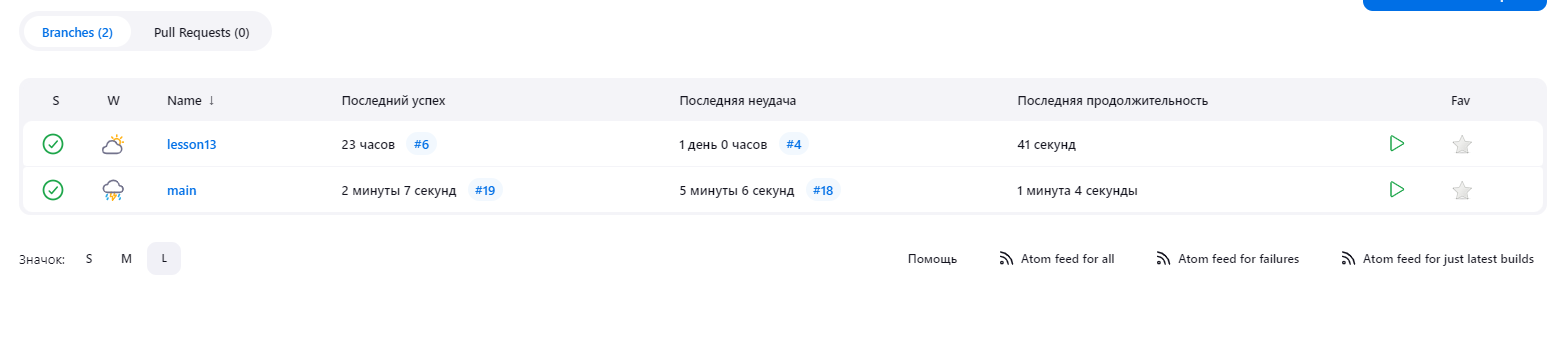 Branches (2) Pull Requests (0)
S W Name ↓ Последний успех Последняя неудача Последняя продолжительность Fav
lesson13 23 часов #6 1 день 0 часов #4 41 секунд
main 2 минуты 7 секунд #19 5 минуты 6 секунд #18 1 минута 4 секунды
Значок: S M L Помощь Atom feed for all Atom feed for failures Atom feed for just latest builds